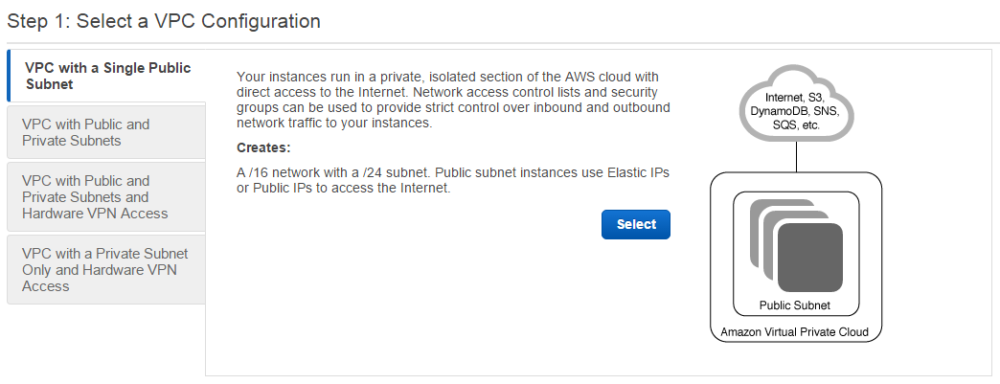 Step 1: Select a VPC Configuration
VPC with a Single Public
Subnet
VPC with Public and
Private Subnets
VPC with Public and
Private Subnets and
Hardware VPN Access
VPC with a Private Subnet
Only and Hardware VPN
Access
Your instances run in a private, isolated section of the AWS cloud with
direct access to the Internet. Network access control lists and security
groups can be used to provide strict control over inbound and outbound
network traffic to your instances.
Creates:
A /16 network with a /24 subnet. Public subnet instances use Elastic IPs
or Public IPs to access the Internet.
Select
Internet, S3,
DynamoDB, SNS,
SQS, etc.
Public Subnet
Amazon Virtual Private Cloud